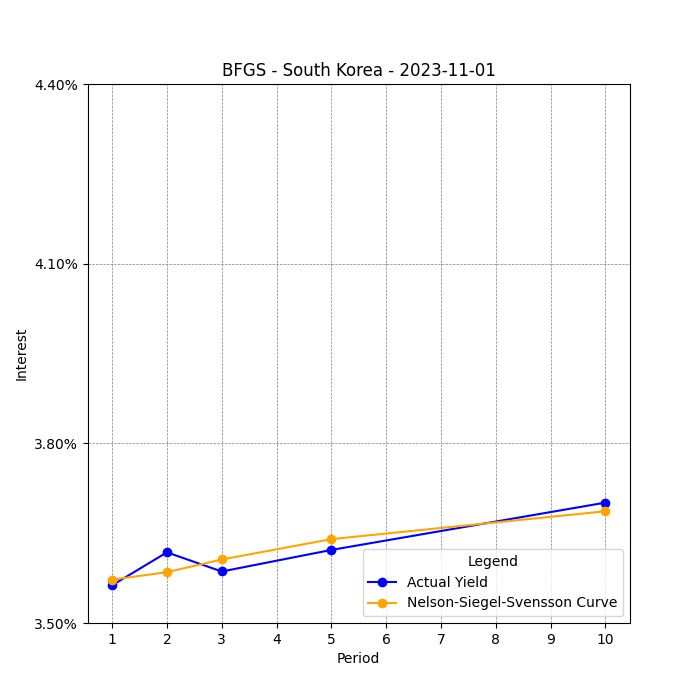 BFGS - South Korea - 2023-11-01
4.40%
4.10%
3.80%
3.50%
Interest
1 2 3 4 5 6 7 8 9 10
Period
Legend
Actual Yield
Nelson-Siegel-Svensson Curve